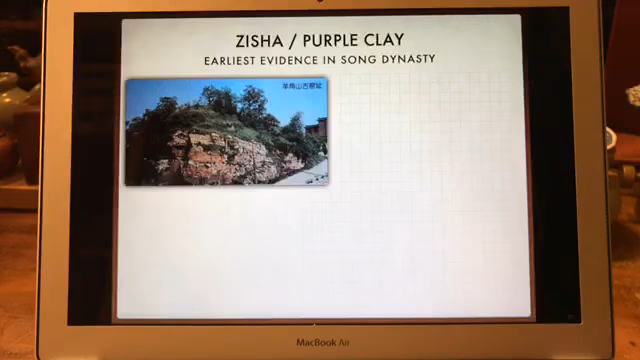 ZISHA / PURPLE CLAY
EARLIEST EVIDENCE IN SONG DYNASTY
羊角山古窑址
MacBook Air